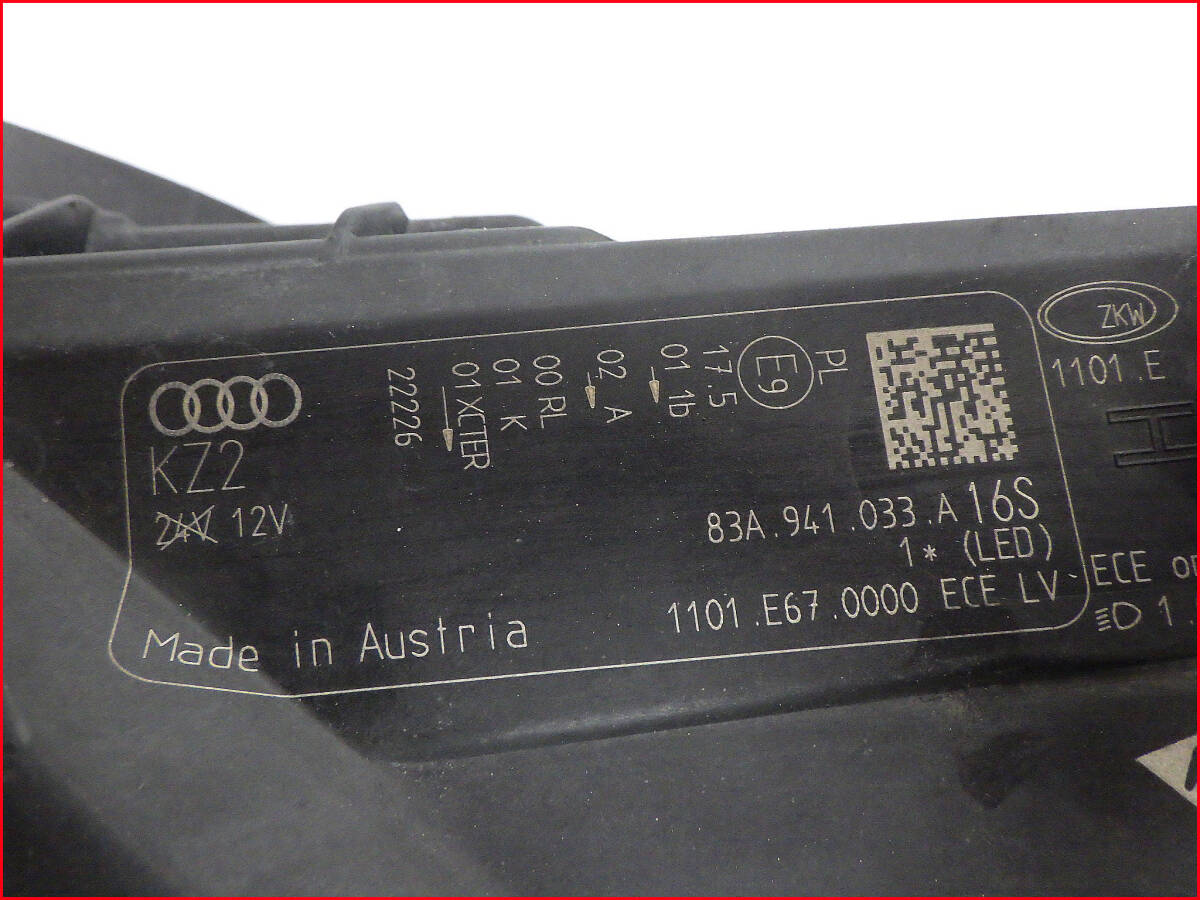 ZKW
1101.E
KZ2
24V 12V
Made in Austria
22226
01 XCTER
01 K
00 RL
02 A
01 1b
17.5
E9
PL
83A.941.033.A 16S
1* (LED)
1101.E67.0000 ECE LV
ECE
1.